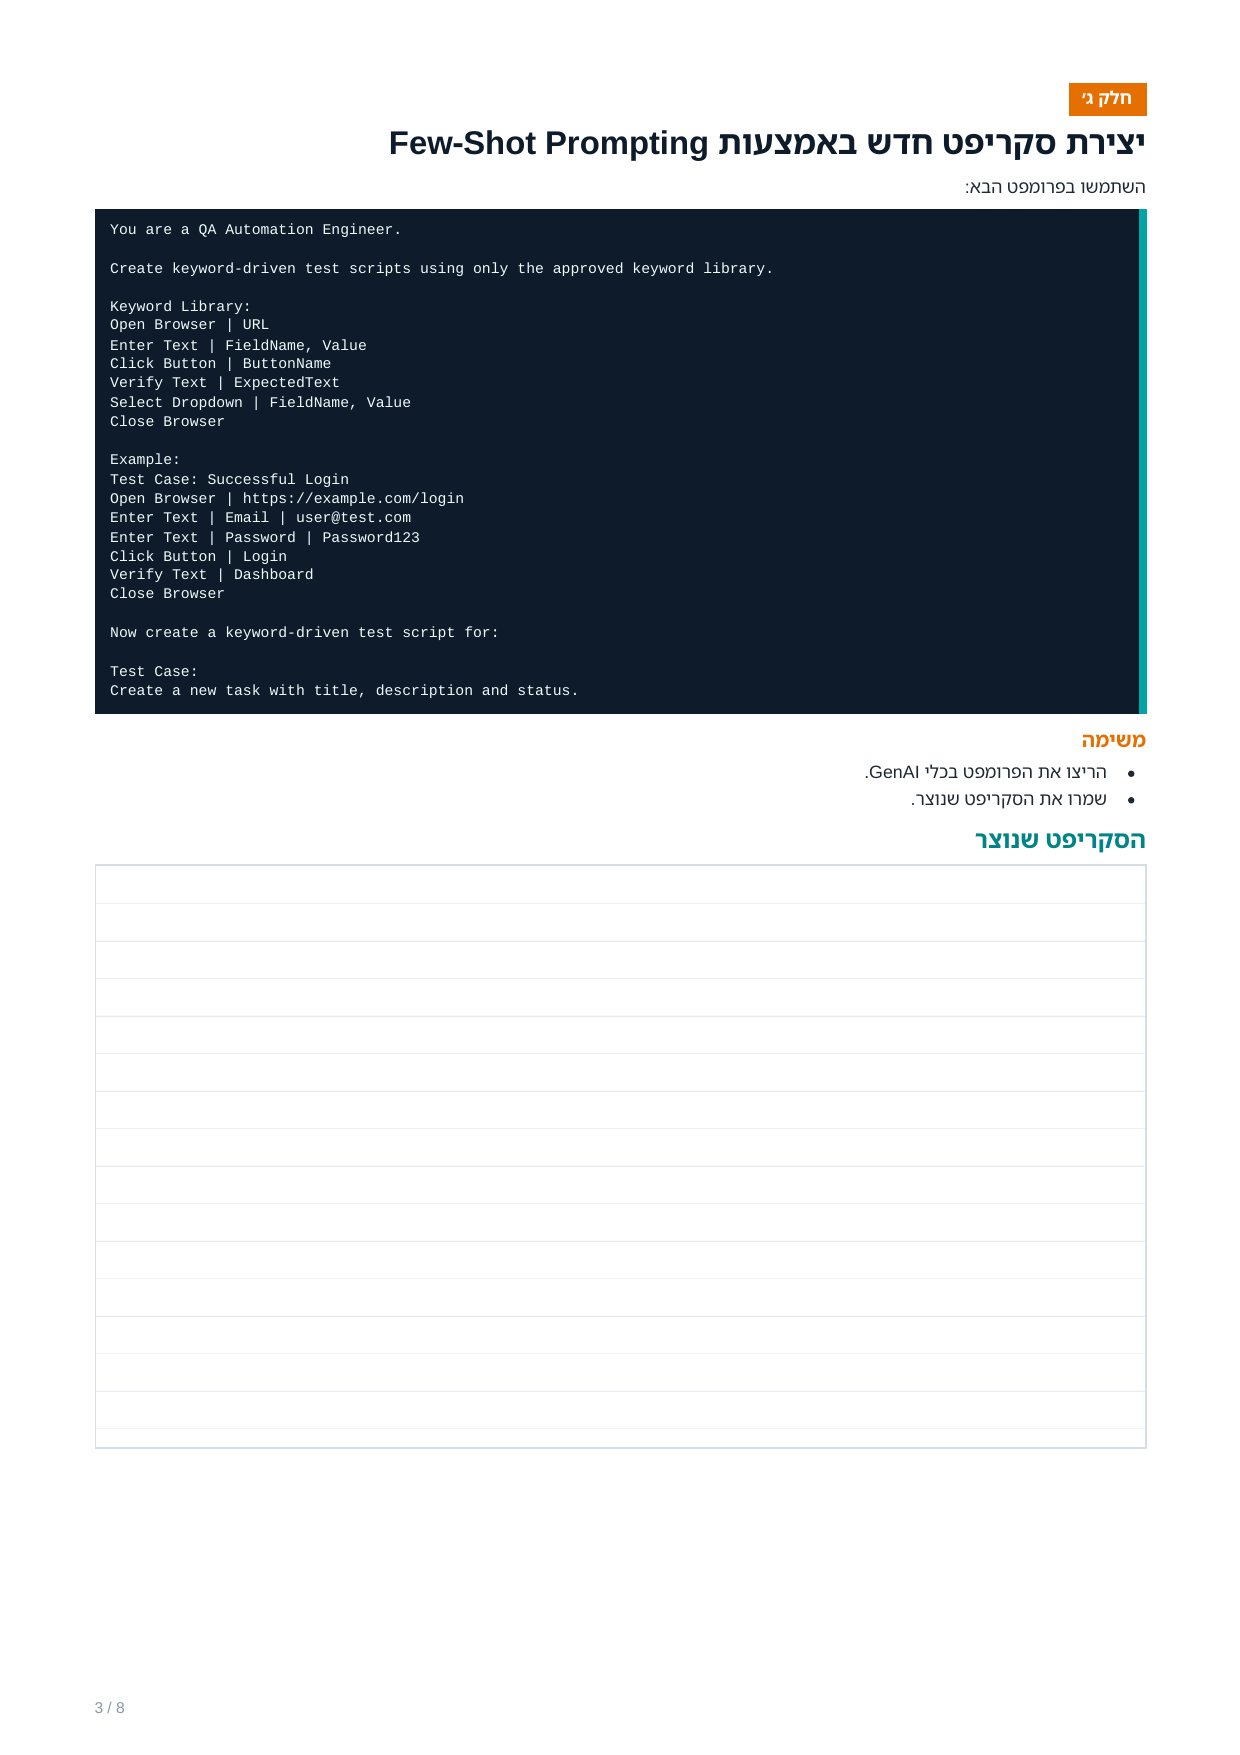 חלק ג׳
יצירת סקריפט חדש באמצעות Few-Shot Prompting
השתמשו בפרומפט הבא:
You are a QA Automation Engineer.
Create keyword-driven test scripts using only the approved keyword library.
Keyword Library:
Open Browser | URL
Enter Text | FieldName, Value
Click Button | ButtonName
Verify Text | ExpectedText
Select Dropdown | FieldName, Value
Close Browser
Example:
Test Case: Successful Login
Open Browser | https://example.com/login
Enter Text | Email | user@test.com
Enter Text | Password | Password123
Click Button | Login
Verify Text | Dashboard
Close Browser
Now create a keyword-driven test script for:
Test Case:
Create a new task with title, description and status.
משימה
• הריצו את הפרומפט בכלי GenAI.
• שמרו את הסקריפט שנוצר.
הסקריפט שנוצר
3 / 8